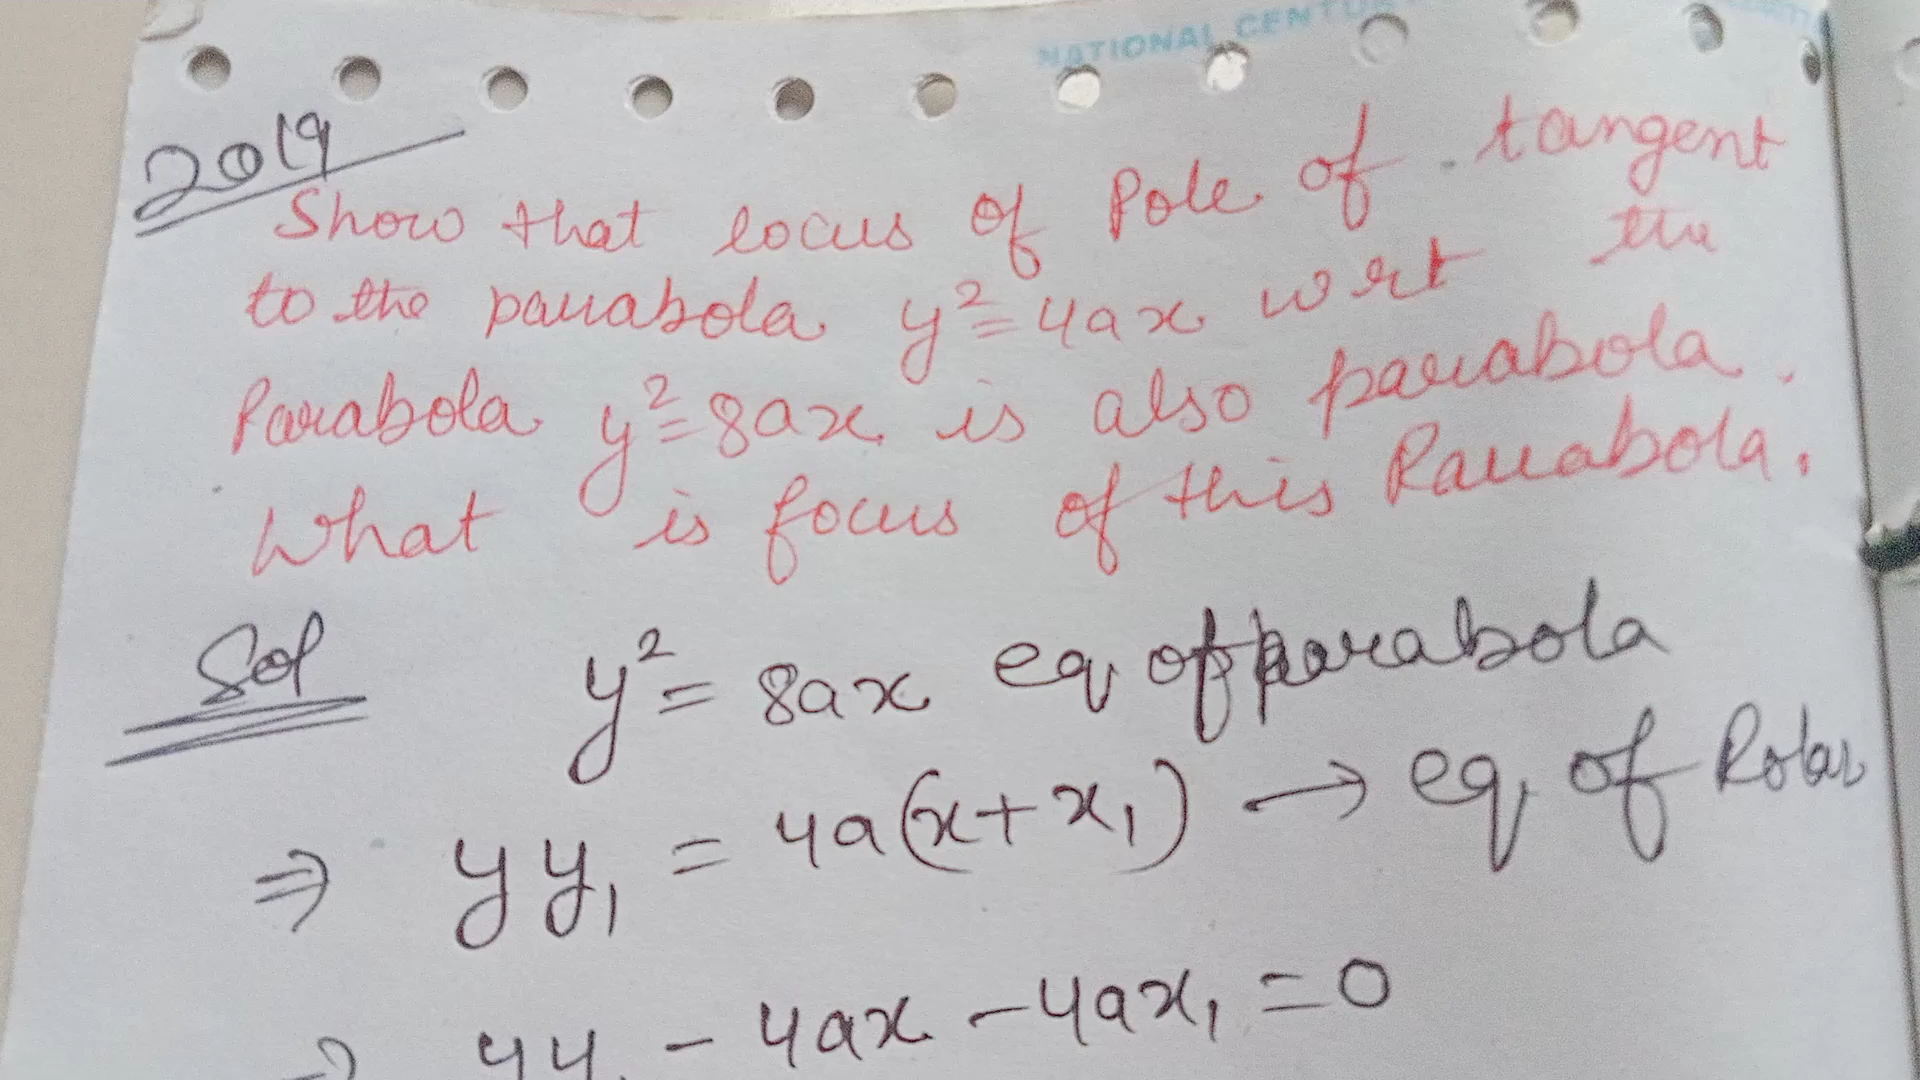 NATIONAL CENT
2019
Show that locus of Pole of tangent
to the parabola y²=4ax wrt the
Parabola y²=8ax is also parabola.
What is focus of this Parabola.
Sol y² = 8ax eq of parabola
⇒ yy₁ = 4a(x+x₁) → eq of Polar
⇒ yy₁ - 4ax - 4ax₁ = 0